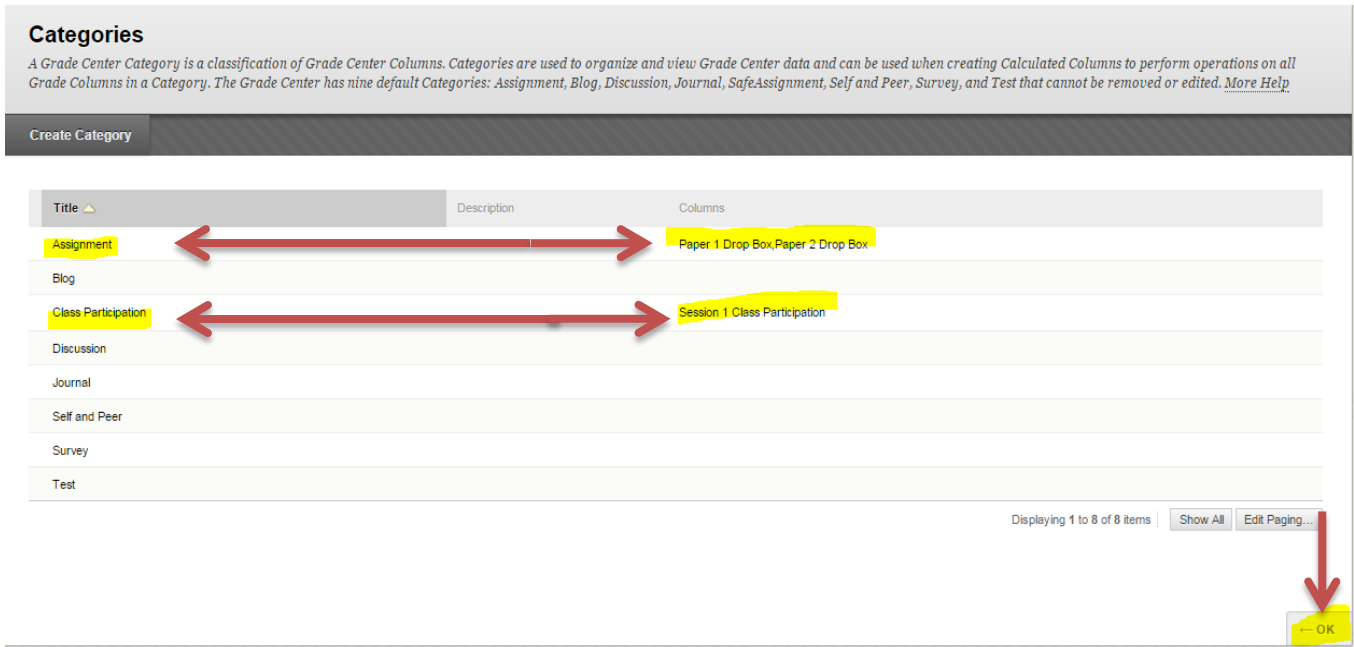 Categories
A Grade Center Category is a classification of Grade Center Columns. Categories are used to organize and view Grade Center data and can be used when creating Calculated Columns to perform operations on all
Grade Columns in a Category. The Grade Center has nine default Categories: Assignment, Blog, Discussion, Journal, SafeAssignment, Self and Peer, Survey, and Test that cannot be removed or edited. More Help
Create Category
Title Description Columns
Assignment Paper 1 Drop Box,Paper 2 Drop Box
Blog
Class Participation Session 1 Class Participation
Discussion
Journal
Self and Peer
Survey
Test
Displaying 1 to 8 of 8 items Show All Edit Paging...
← OK